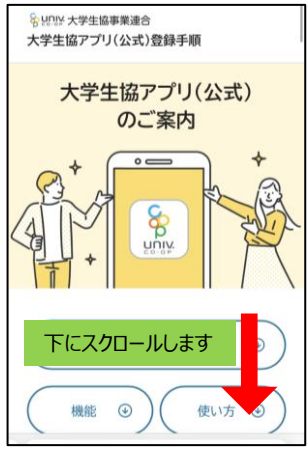 univ. CO-OP 大学生協事業連合
大学生協アプリ(公式)登録手順
大学生協アプリ(公式)
のご案内
UNIV.
CO-OP
下にスクロールします
機能
使い方